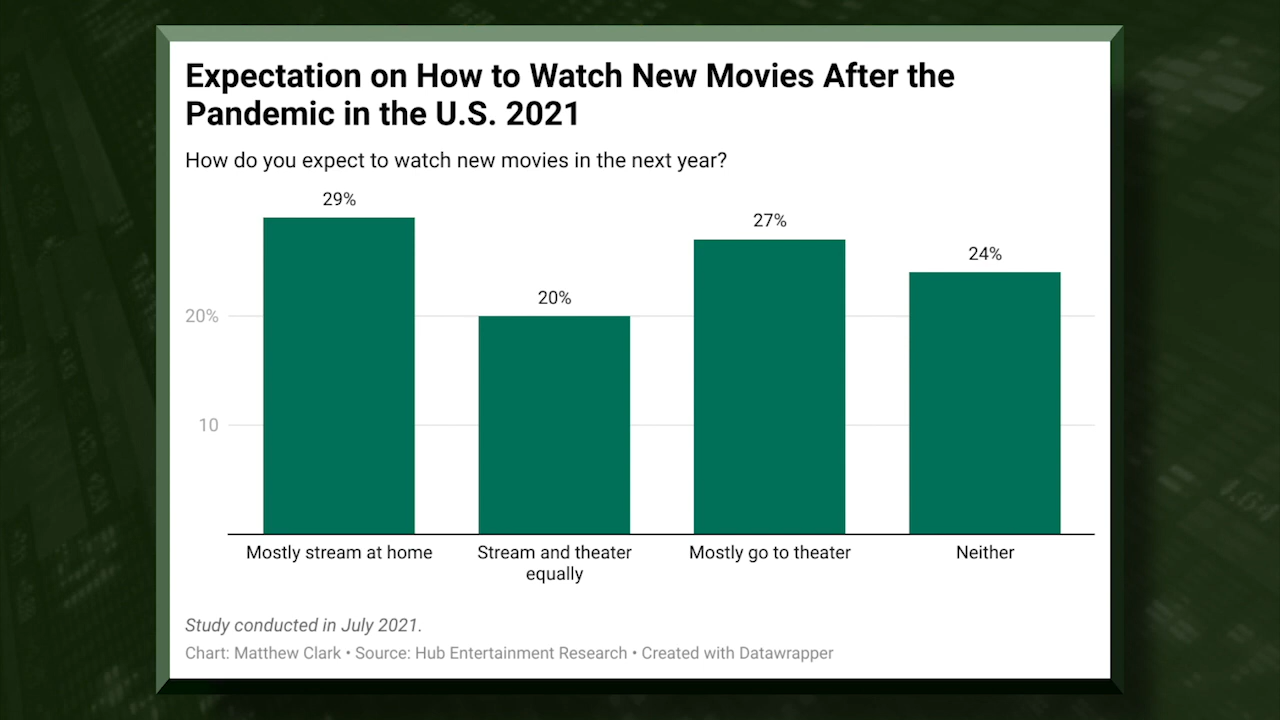 Expectation on How to Watch New Movies After the
Pandemic in the U.S. 2021
How do you expect to watch new movies in the next year?
29%
27%
24%
20%
20%
10
Mostly stream at home
Stream and theater
equally
Mostly go to theater
Neither
Study conducted in July 2021.
Chart: Matthew Clark • Source: Hub Entertainment Research • Created with Datawrapper